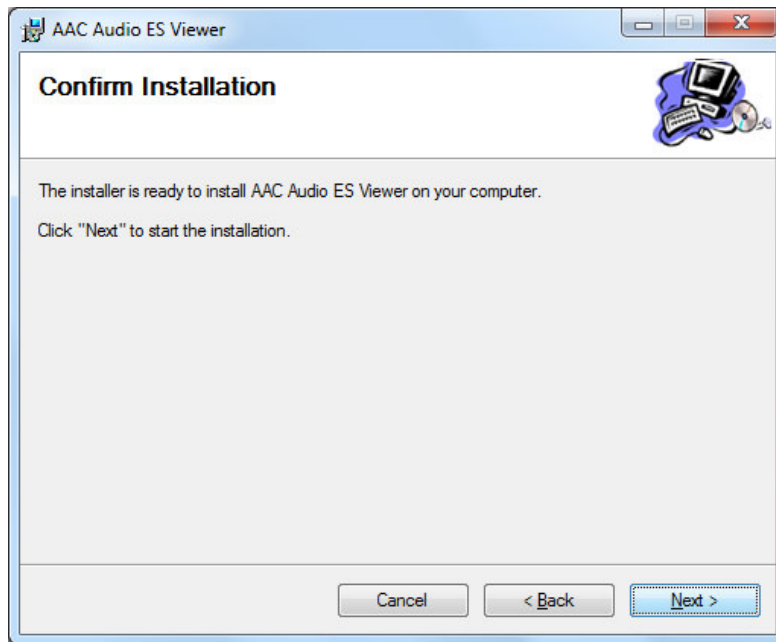 AAC Audio ES Viewer
Confirm Installation
The installer is ready to install AAC Audio ES Viewer on your computer.
Click "Next" to start the installation.
Cancel
< Back
Next >